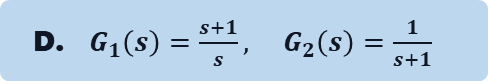 D. G₁(s) = s+1/s, G₂(s) = 1/s+1